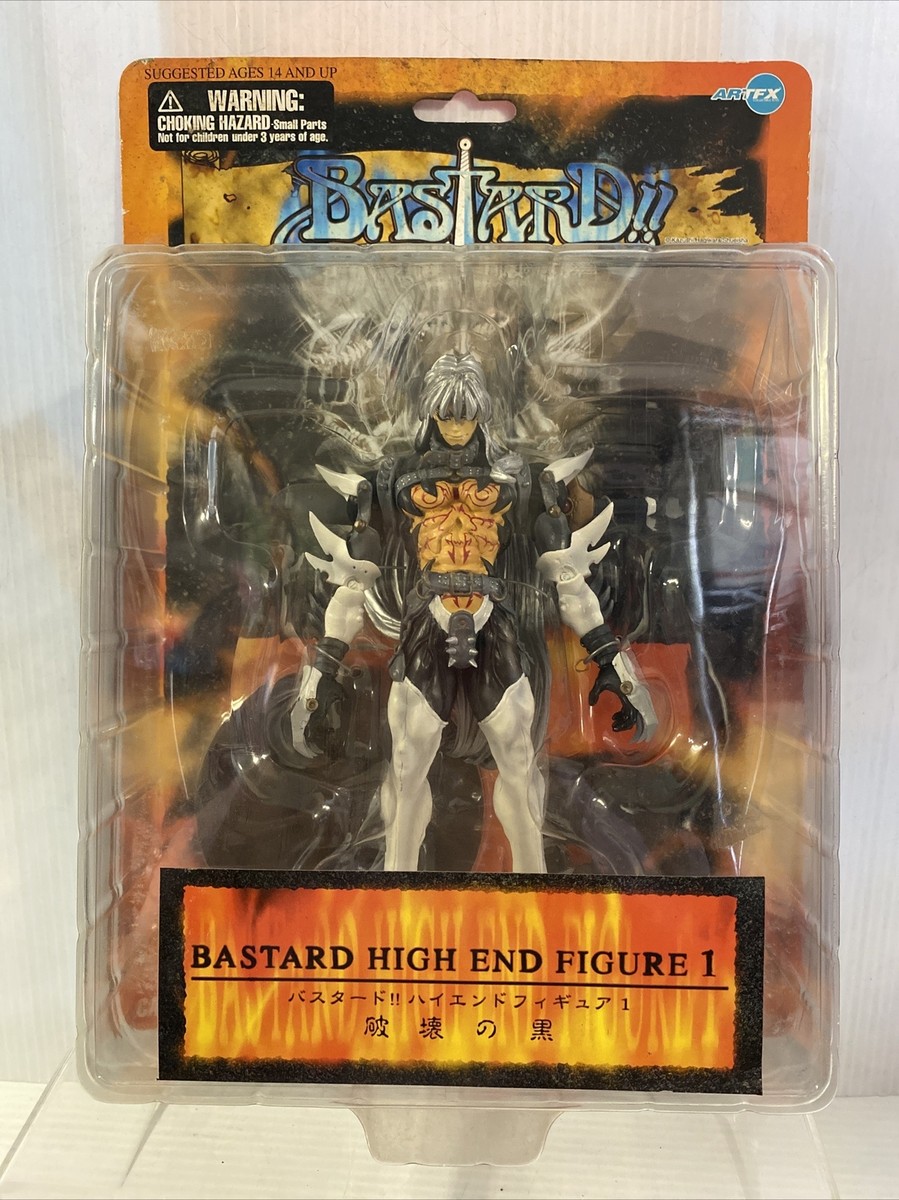 SUGGESTED AGES 14 AND UP
WARNING:
CHOKING HAZARD-Small Parts
Not for children under 3 years of age.
ARTFX
BASTARD!!
BASTARD HIGH END FIGURE 1
バスタード!! ハイエンドフィギュア 1
破壊の黒